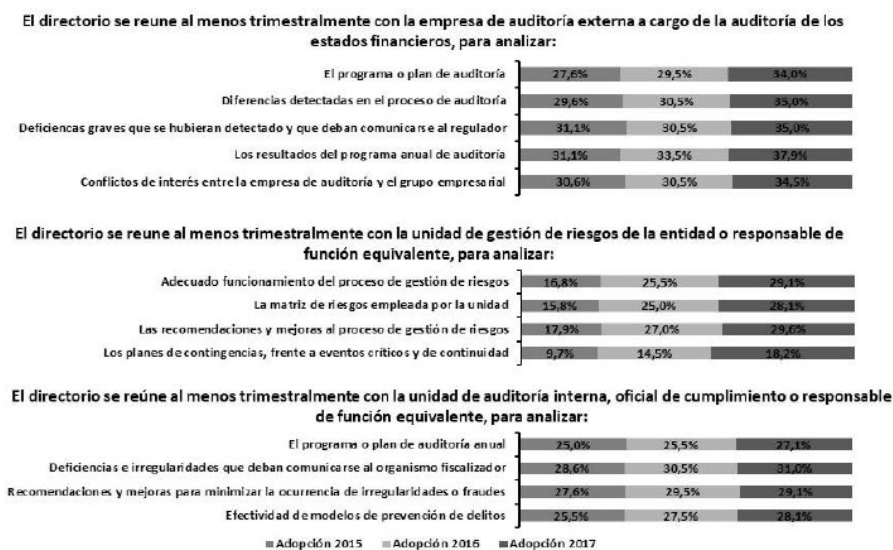 El directorio se reune al menos trimestralmente con la empresa de auditoría externa a cargo de la auditoría de los
estados financieros, para analizar:
El programa o plan de auditoría 27,6% 29,5% 34,0%
Diferencias detectadas en el proceso de auditoría 29,6% 30,5% 35,0%
Deficiencas graves que se hubieran detectado y que deban comunicarse al regulador 31,1% 30,5% 35,0%
Los resultados del programa anual de auditoría 31,1% 33,5% 37,9%
Conflictos de interés entre la empresa de auditoría y el grupo empresarial 30,6% 30,5% 34,5%
El directorio se reune al menos trimestralmente con la unidad de gestión de riesgos de la entidad o responsable de
función equivalente, para analizar:
Adecuado funcionamiento del proceso de gestión de riesgos 16,8% 25,5% 29,1%
La matriz de riesgos empleada por la unidad 15,8% 25,0% 28,1%
Las recomendaciones y mejoras al proceso de gestión de riesgos 17,9% 27,0% 29,6%
Los planes de contingencias, frente a eventos críticos y de continuidad 9,7% 14,5% 18,2%
El directorio se reúne al menos trimestralmente con la unidad de auditoría interna, oficial de cumplimiento o responsable
de función equivalente, para analizar:
El programa o plan de auditoría anual 25,0% 25,5% 27,1%
Deficiencias e irregularidades que deban comunicarse al organismo fiscalizador 28,6% 30,5% 31,0%
Recomendaciones y mejoras para minimizar la ocurrencia de irregularidades o fraudes 27,6% 29,5% 29,1%
Efectividad de modelos de prevención de delitos 25,5% 27,5% 28,1%
Adopción 2015 Adopción 2016 Adopción 2017